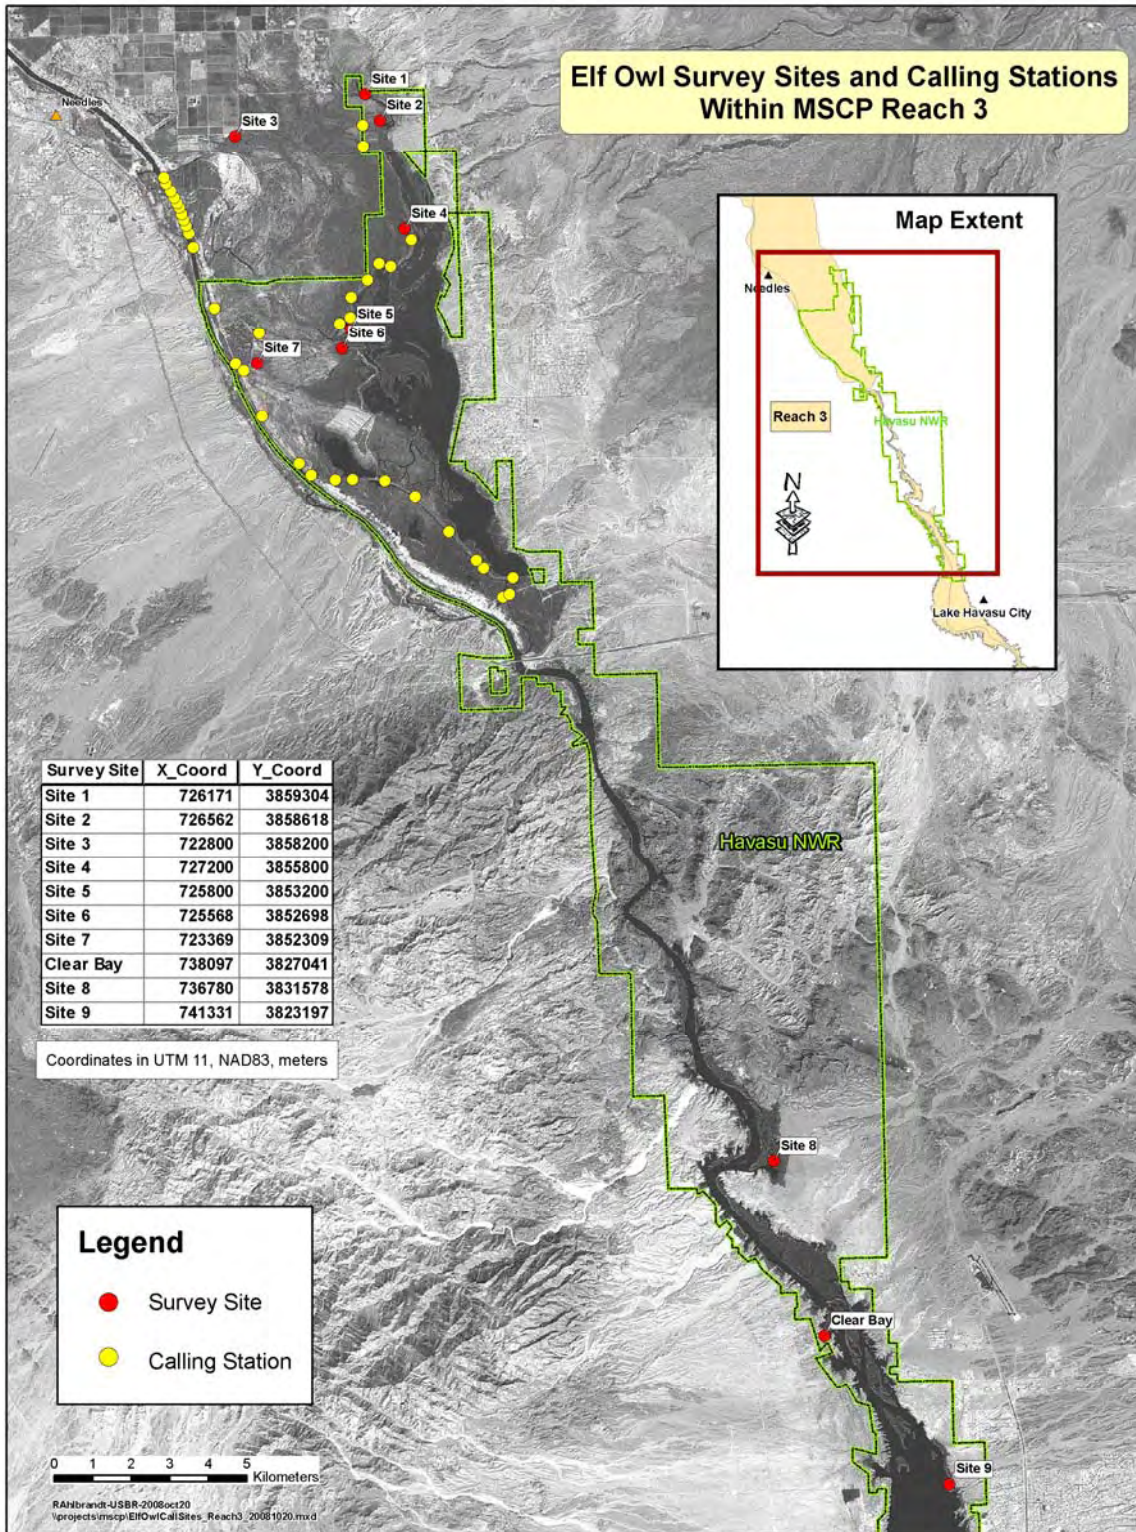 Elf Owl Survey Sites and Calling Stations
Within MSCP Reach 3
Needles
Site 1
Site 2
Site 3
Site 4
Site 5
Site 6
Site 7
Map Extent
Needles
Reach 3
Havasu NWR
N
Lake Havasu City
Survey Site X_Coord Y_Coord
Site 1 726171 3859304
Site 2 726562 3858618
Site 3 722800 3858200
Site 4 727200 3855800
Site 5 725800 3853200
Site 6 725568 3852698
Site 7 723369 3852309
Clear Bay 738097 3827041
Site 8 736780 3831578
Site 9 741331 3823197
Coordinates in UTM 11, NAD83, meters
Havasu NWR
Site 8
Clear Bay
Site 9
Legend
Survey Site
Calling Station
0 1 2 3 4 5
Kilometers
RAhlbrandt-USBR-2008oct20
\\projects\mscp\ElfOwlCallSites_Reach3_20081020.mxd